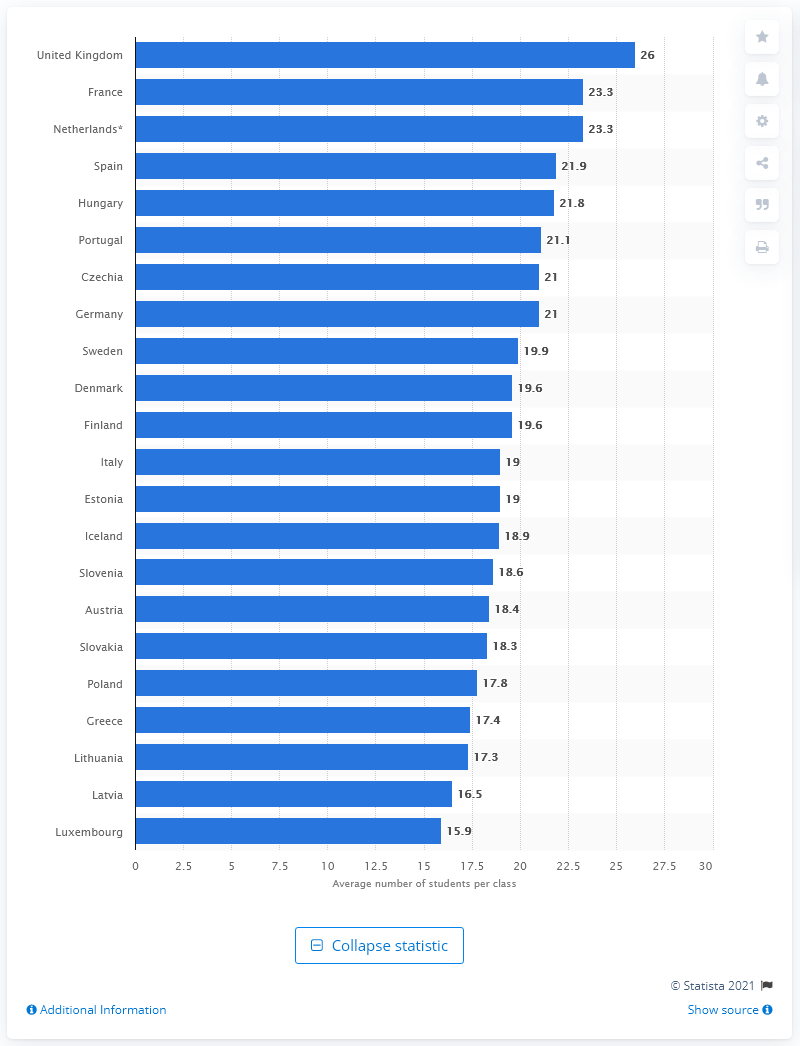 United Kingdom 26
France 23.3
Netherlands* 23.3
Spain 21.9
Hungary 21.8
Portugal 21.1
Czechia 21
Germany 21
Sweden 19.9
Denmark 19.6
Finland 19.6
Italy 19
Estonia 19
Iceland 18.9
Slovenia 18.6
Austria 18.4
Slovakia 18.3
Poland 17.8
Greece 17.4
Lithuania 17.3
Latvia 16.5
Luxembourg 15.9
0 2.5 5 7.5 10 12.5 15 17.5 20 22.5 25 27.5 30
Average number of students per class
Collapse statistic
© Statista 2021
Additional Information Show source